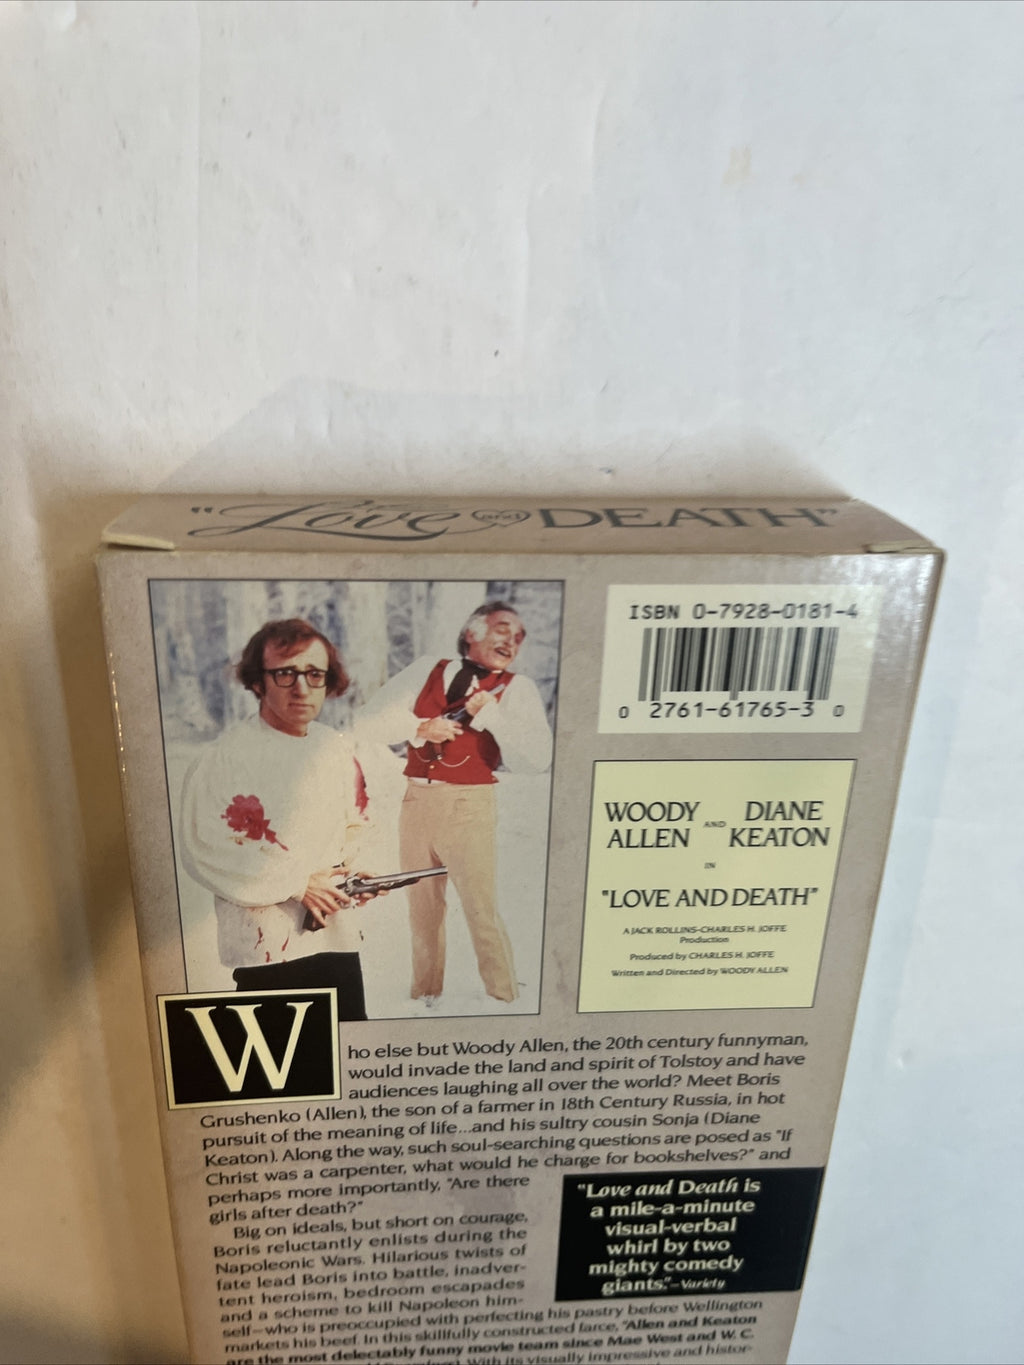 "Love and DEATH"
ISBN 0-7928-0181-4
0 2761-61765-3 0
WOODY ALLEN AND DIANE KEATON
IN
"LOVE AND DEATH"
A JACK ROLLINS-CHARLES H. JOFFE
Production
Produced by CHARLES H. JOFFE
Written and Directed by WOODY ALLEN
Who else but Woody Allen, the 20th century funnyman,
would invade the land and spirit of Tolstoy and have
audiences laughing all over the world? Meet Boris
Grushenko (Allen), the son of a farmer in 18th Century Russia, in hot
pursuit of the meaning of life...and his sultry cousin Sonja (Diane
Keaton). Along the way, such soul-searching questions are posed as "If
Christ was a carpenter, what would he charge for bookshelves?" and
perhaps more importantly, "Are there
girls after death?"
Big on ideals, but short on courage,
Boris reluctantly enlists during the
Napoleonic Wars. Hilarious twists of
fate lead Boris into battle, inadver-
tent heroism, bedroom escapades
and a scheme to kill Napoleon him-
self—who is preoccupied with perfecting his pastry before Wellington
markets his beef. In this skillfully constructed farce, "Allen and Keaton
are the most delectably funny movie team since Mae West and W. C.
With its visually impressive and histor-
"Love and Death is
a mile-a-minute
visual-verbal
whirl by two
mighty comedy
giants."—Variety